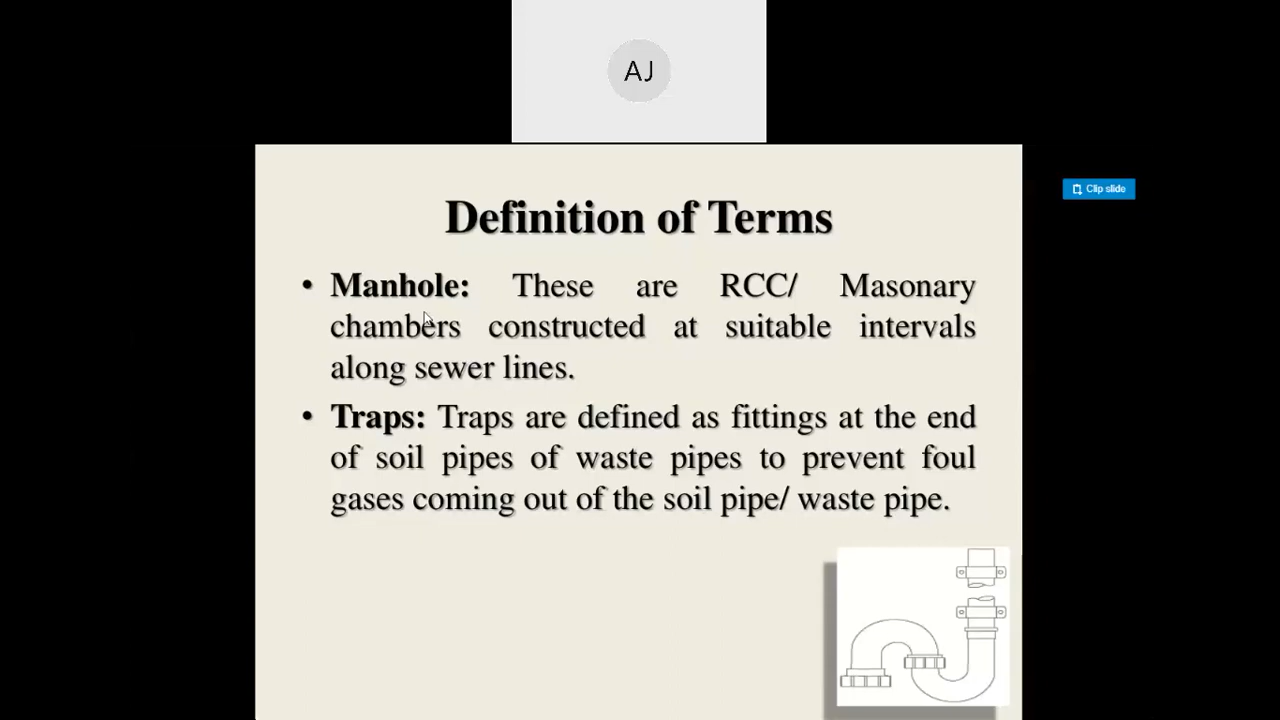 AJ
Clip slide
Definition of Terms
• Manhole: These are RCC/ Masonary
chambers constructed at suitable intervals
along sewer lines.
• Traps: Traps are defined as fittings at the end
of soil pipes of waste pipes to prevent foul
gases coming out of the soil pipe/ waste pipe.